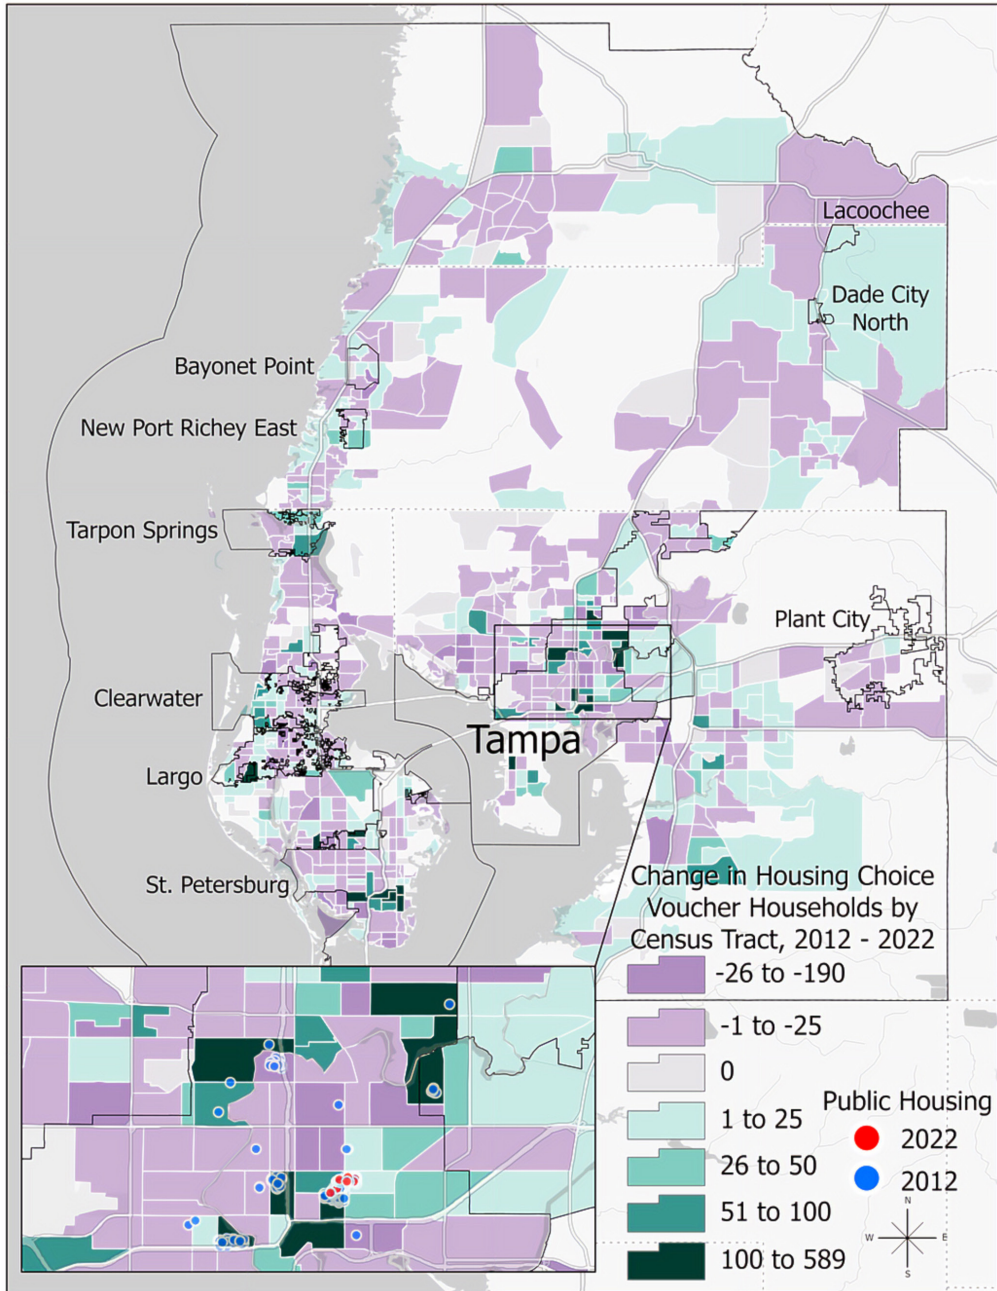 Lacoochee
Dade City
North
Bayonet Point
New Port Richey East
Tarpon Springs
Plant City
Clearwater
Tampa
Largo
St. Petersburg
Change in Housing Choice
Voucher Households by
Census Tract, 2012 - 2022
-26 to -190
-1 to -25
0
1 to 25
26 to 50
51 to 100
100 to 589
Public Housing
2022
2012
N
W E
S